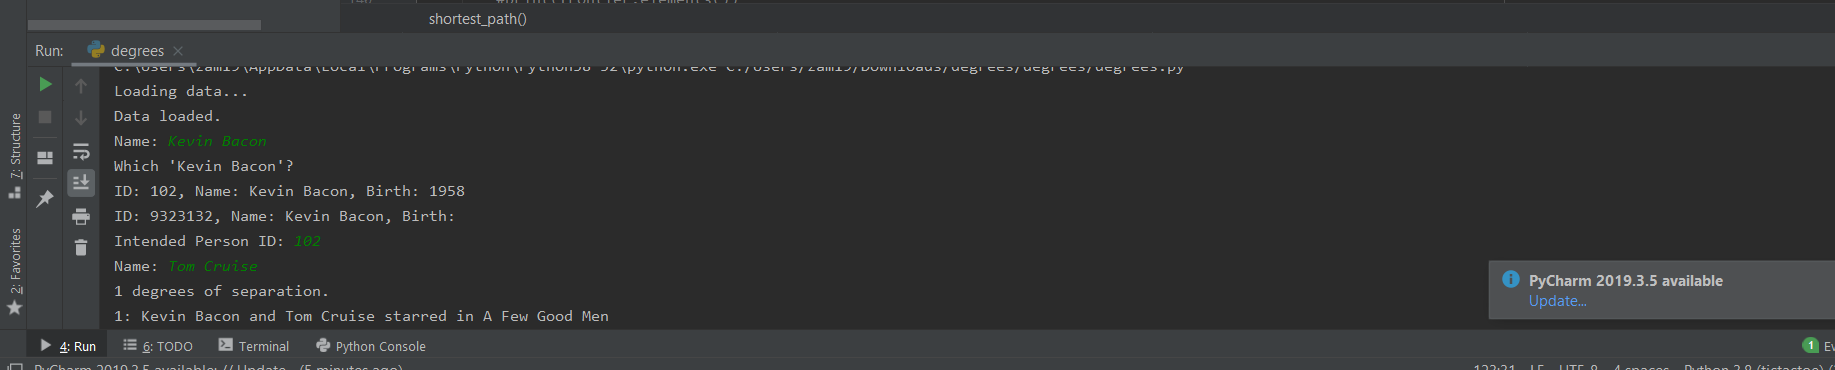 shortest_path()
Run: degrees
C:\Users\zami9\AppData\Local\Programs\Python\Python38-32\python.exe C:/Users/zami9/Downloads/degrees/degrees/degrees.py
Loading data...
Data loaded.
Name: Kevin Bacon
Which 'Kevin Bacon'?
ID: 102, Name: Kevin Bacon, Birth: 1958
ID: 9323132, Name: Kevin Bacon, Birth:
Intended Person ID: 102
Name: Tom Cruise
1 degrees of separation.
1: Kevin Bacon and Tom Cruise starred in A Few Good Men
7: Structure
2: Favorites
PyCharm 2019.3.5 available
Update...
4: Run 6: TODO Terminal Python Console 1 Ev
PyCharm 2019.3.5 available: // Update... (5 minutes ago) 123:31 LF UTF-8 4 spaces Python 3.8 (tictactoe)